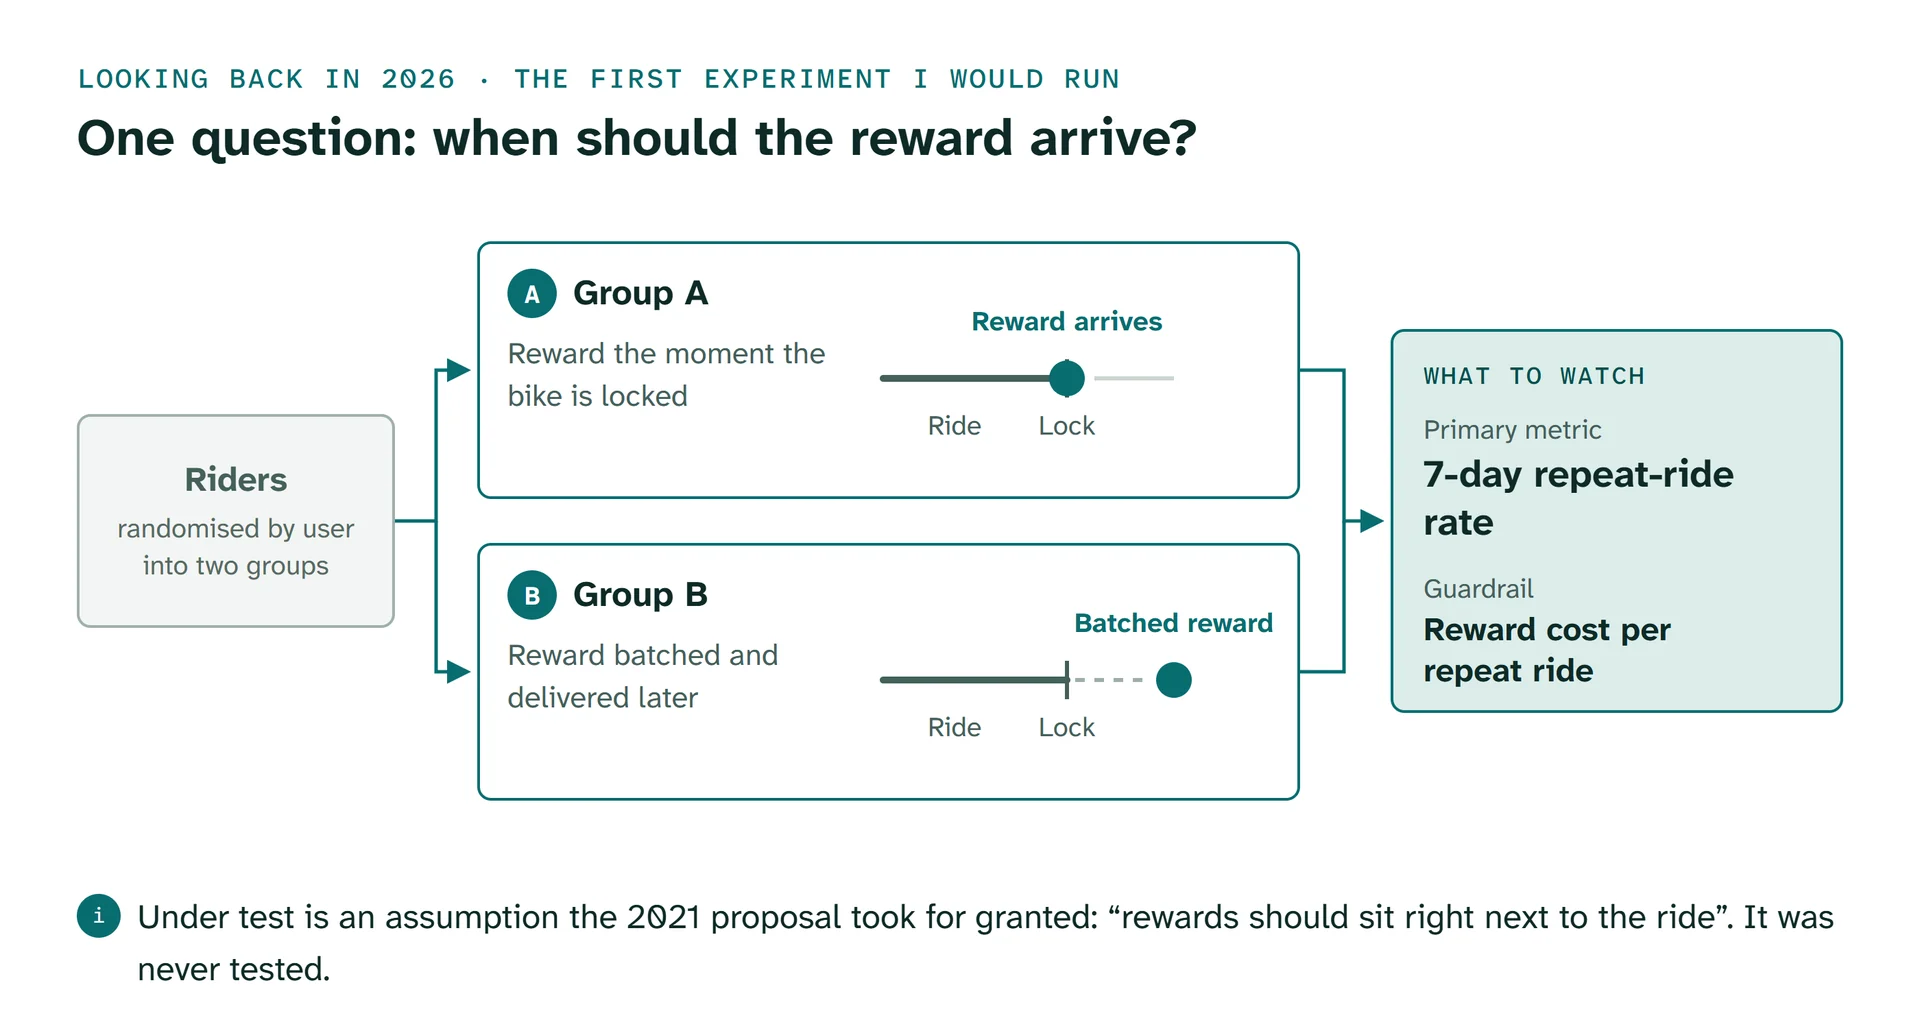 LOOKING BACK IN 2026 · THE FIRST EXPERIMENT I WOULD RUN
One question: when should the reward arrive?
Riders
randomised by user
into two groups
A
Group A
Reward the moment the
bike is locked
Reward arrives
Ride
Lock
B
Group B
Reward batched and
delivered later
Batched reward
Ride
Lock
WHAT TO WATCH
Primary metric
7-day repeat-ride
rate
Guardrail
Reward cost per
repeat ride
i
Under test is an assumption the 2021 proposal took for granted: “rewards should sit right next to the ride”. It was
never tested.